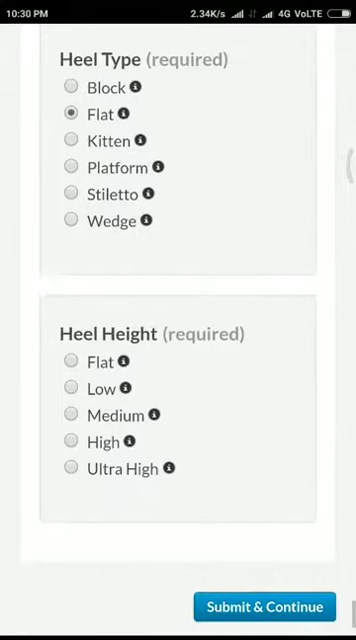 10:30 PM 2.34K/s 4G VoLTE
Heel Type (required)
Block
Flat
Kitten
Platform
Stiletto
Wedge
Heel Height (required)
Flat
Low
Medium
High
Ultra High
Submit & Continue